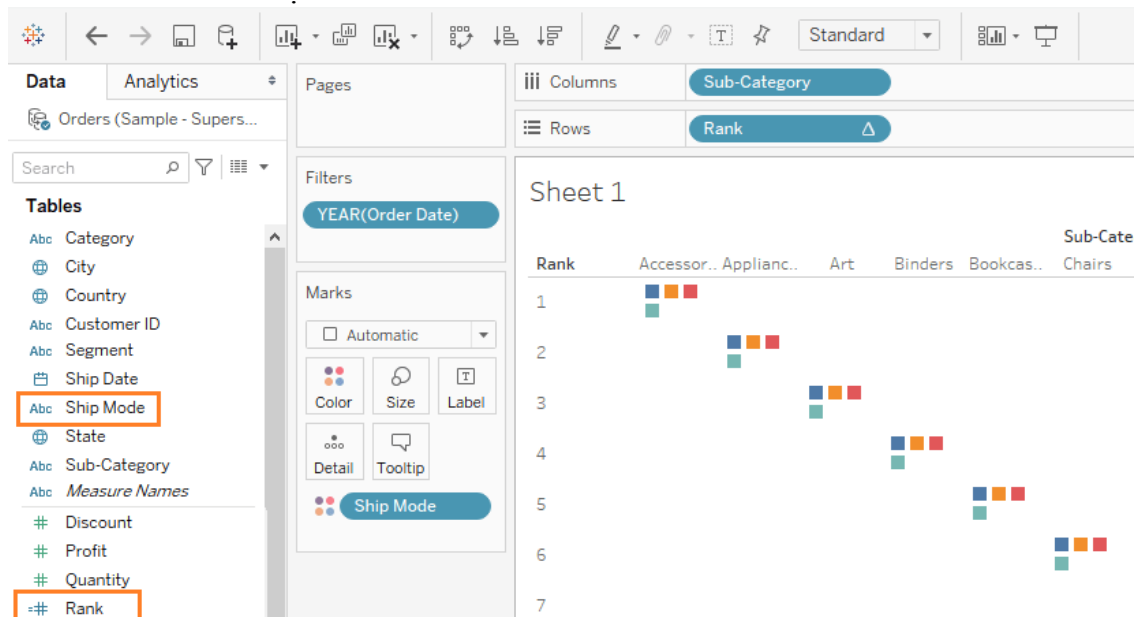 Standard
Data Analytics
Orders (Sample - Supers...
Search
Tables
Abc Category
City
Country
Abc Customer ID
Abc Segment
Ship Date
Abc Ship Mode
State
Abc Sub-Category
Abc Measure Names
# Discount
# Profit
# Quantity
=# Rank
Pages
Filters
YEAR(Order Date)
Marks
Automatic
Color Size Label
Detail Tooltip
Ship Mode
Columns Sub-Category
Rows Rank Δ
Sheet 1
Sub-Cate
Rank Accessor.. Applianc.. Art Binders Bookcas.. Chairs
1
2
3
4
5
6
7